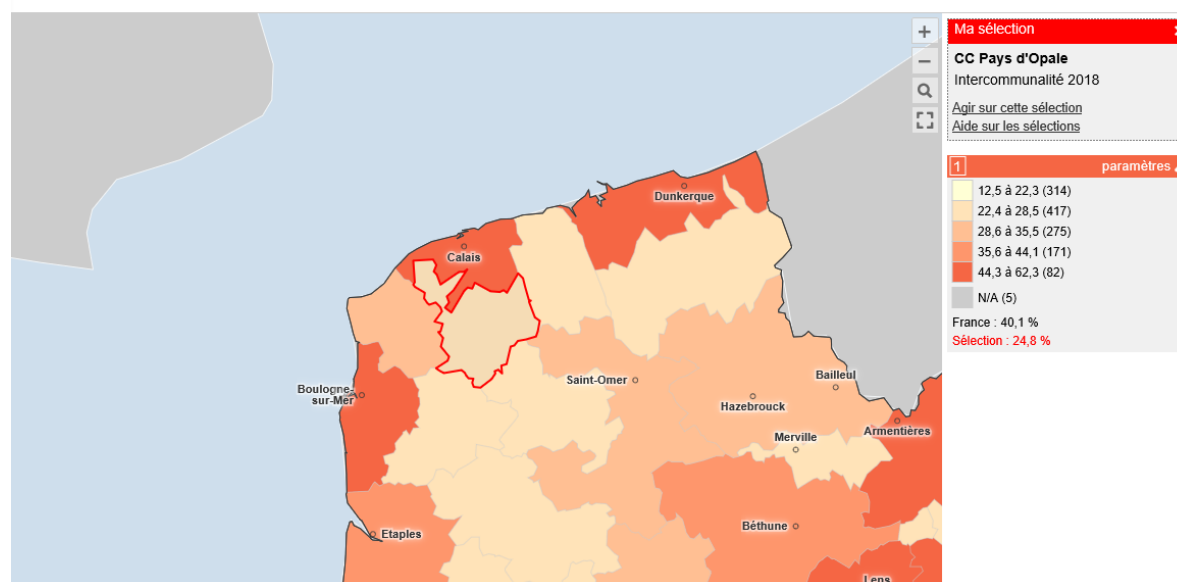 +
−
Dunkerque
Calais
Boulogne-
sur-Mer
Saint-Omer
Bailleul
Hazebrouck
Armentières
Merville
Etaples
Béthune
Lens
Ma sélection
CC Pays d'Opale
Intercommunalité 2018
Agir sur cette sélection
Aide sur les sélections
1 paramètres
12,5 à 22,3 (314)
22,4 à 28,5 (417)
28,6 à 35,5 (275)
35,6 à 44,1 (171)
44,3 à 62,3 (82)
N/A (5)
France : 40,1 %
Sélection : 24,8 %